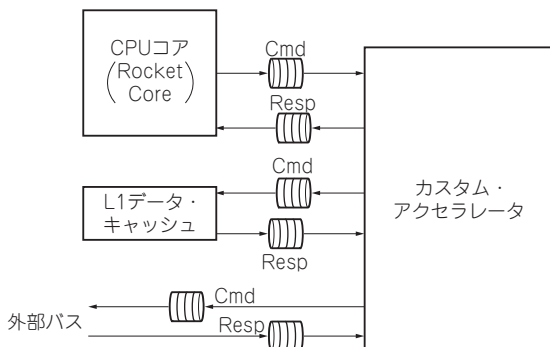 CPUコア
(Rocket
Core)
Cmd
Resp
Cmd
L1データ・
キャッシュ
Resp
カスタム・
アクセラレータ
Cmd
外部バス
Resp